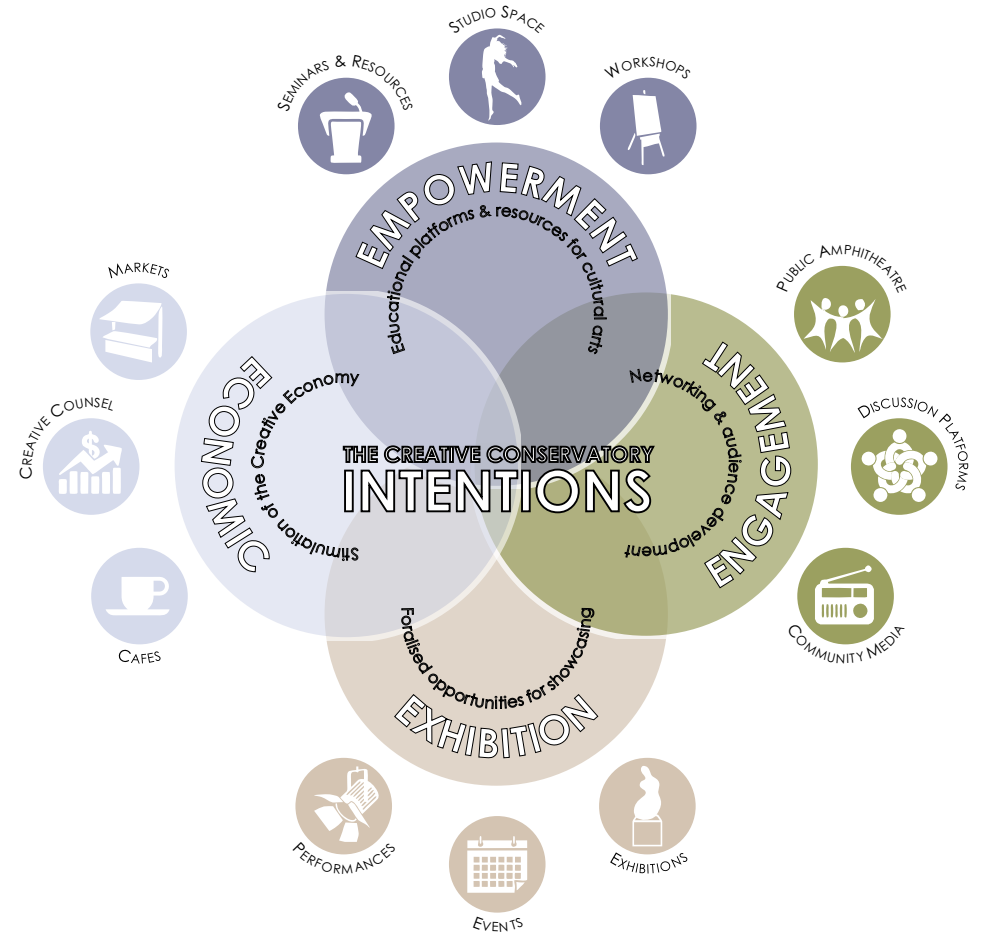 STUDIO SPACE
SEMINARS & RESOURCES
WORKSHOPS
EMPOWERMENT
Educational platforms & resources for cultural arts
MARKETS
CREATIVE COUNSEL
CAFES
ECONOMIC
Stimulation of the Creative Economy
THE CREATIVE CONSERVATORY
INTENTIONS
Networking & audience development
ENGAGEMENT
PUBLIC AMPHITHEATRE
DISCUSSION PLATFORMS
COMMUNITY MEDIA
Foralised opportunities for showcasing
EXHIBITION
PERFORMANCES
EVENTS
EXHIBITIONS
$